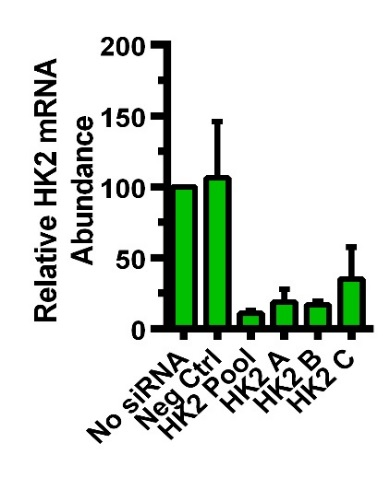 Relative HK2 mRNA
Abundance
200
150
100
50
0
No siRNA
Neg Ctrl
HK2 Pool
HK2 A
HK2 B
HK2 C